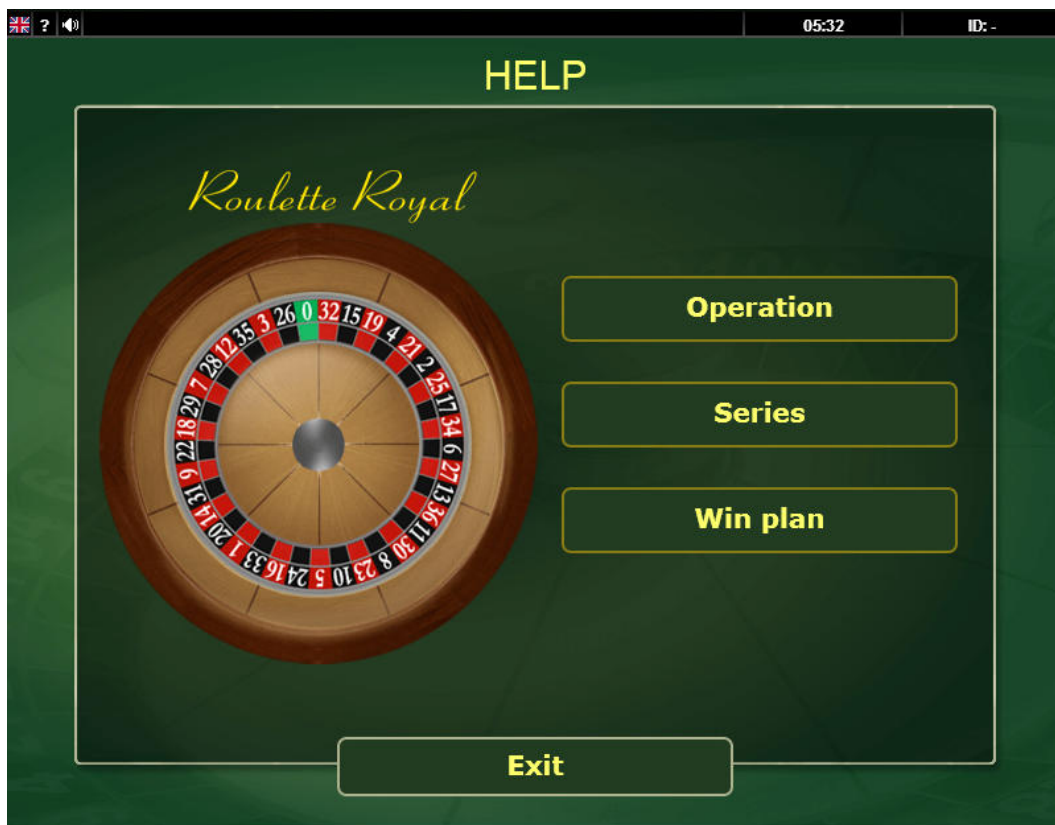 ? 05:32 ID: -
HELP
Roulette Royal
0 32 15 19 4 21 2 25 17 34 6 27 13 36 11 30 8 23 10 5 24 16 33 1 20 14 31 9 22 18 29 7 28 12 35 3 26
Operation
Series
Win plan
Exit